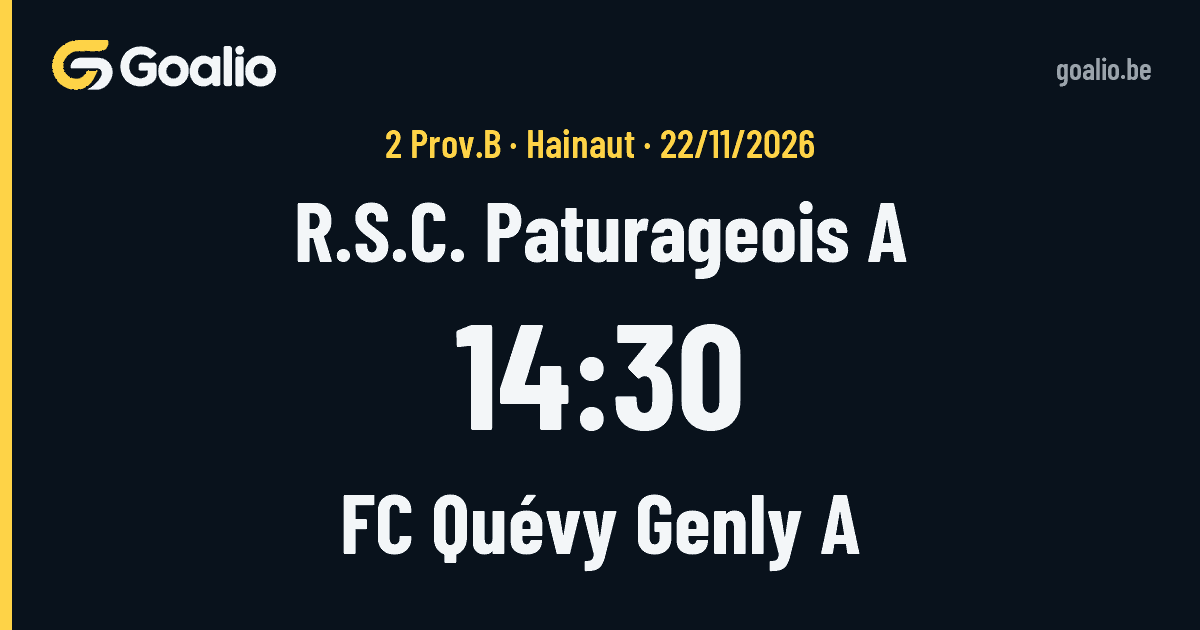 Goalio
goalio.be
2 Prov.B · Hainaut · 22/11/2026
R.S.C. Paturageois A
14:30
FC Quévy Genly A